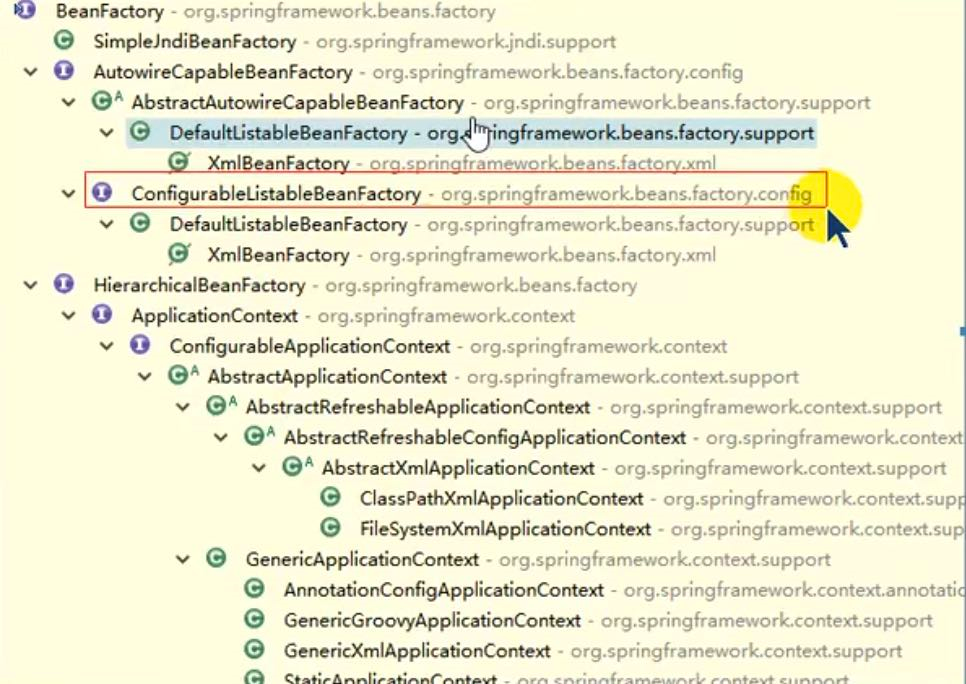 BeanFactory - org.springframework.beans.factory
SimpleJndiBeanFactory - org.springframework.jndi.support
AutowireCapableBeanFactory - org.springframework.beans.factory.config
A AbstractAutowireCapableBeanFactory - org.springframework.beans.factory.support
DefaultListableBeanFactory - org.springframework.beans.factory.support
XmlBeanFactory - org.springframework.beans.factory.xml
ConfigurableListableBeanFactory - org.springframework.beans.factory.config
DefaultListableBeanFactory - org.springframework.beans.factory.support
XmlBeanFactory - org.springframework.beans.factory.xml
HierarchicalBeanFactory - org.springframework.beans.factory
ApplicationContext - org.springframework.context
ConfigurableApplicationContext - org.springframework.context
A AbstractApplicationContext - org.springframework.context.support
A AbstractRefreshableApplicationContext - org.springframework.context.support
A AbstractRefreshableConfigApplicationContext - org.springframework.context
A AbstractXmlApplicationContext - org.springframework.context.support
ClassPathXmlApplicationContext - org.springframework.context.supp
FileSystemXmlApplicationContext - org.springframework.context.sup
GenericApplicationContext - org.springframework.context.support
AnnotationConfigApplicationContext - org.springframework.context.annotatio
GenericGroovyApplicationContext - org.springframework.context.support
GenericXmlApplicationContext - org.springframework.context.support
StaticApplicationContext - org.springframework.context.support